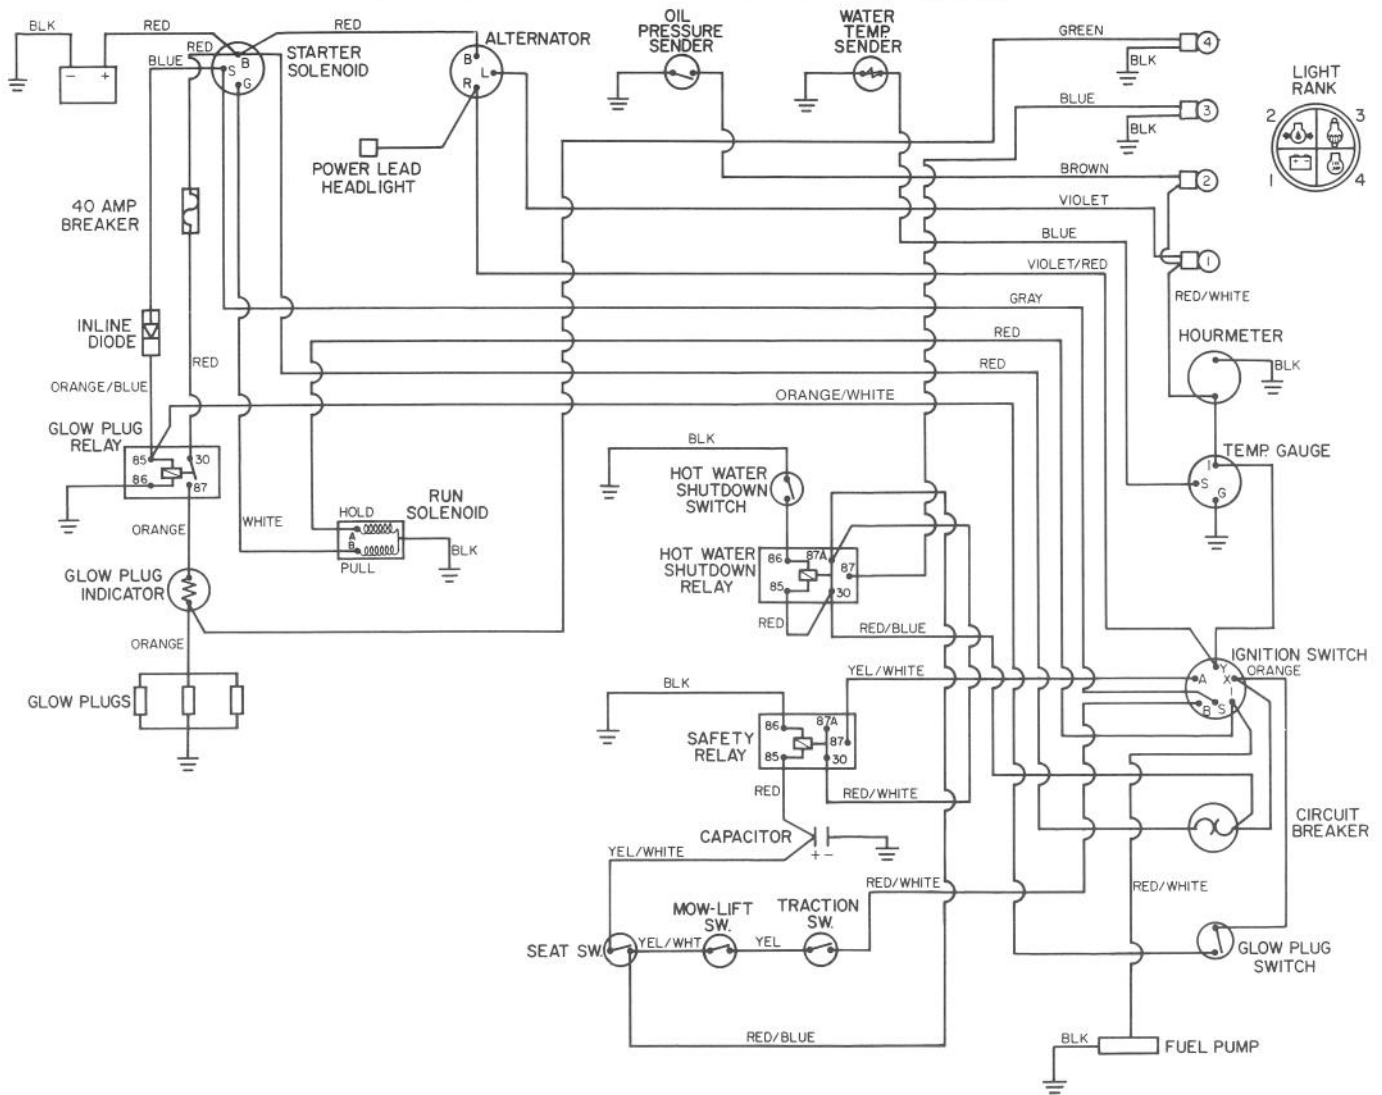 BLK
RED
RED
OIL
PRESSURE
SENDER
WATER
TEMP.
SENDER
GREEN
4
BLK
LIGHT
RANK
- +
BLUE
RED
S B
G
STARTER
SOLENOID
B
L
R
ALTERNATOR
BLUE
3
BLK
2 3
1 4
POWER LEAD
HEADLIGHT
BROWN
2
VIOLET
40 AMP
BREAKER
BLUE
VIOLET/RED
1
RED/WHITE
GRAY
INLINE
DIODE
RED
RED
HOURMETER
BLK
RED
ORANGE/BLUE
ORANGE/WHITE
GLOW PLUG
RELAY
85 30
86 87
BLK
TEMP. GAUGE
I
S
G
HOT WATER
SHUTDOWN
SWITCH
RUN
SOLENOID
HOLD
A
B
PULL
BLK
ORANGE
WHITE
HOT WATER
SHUTDOWN
RELAY
86 87A
87
85 30
GLOW PLUG
INDICATOR
RED
RED/BLUE
ORANGE
IGNITION SWITCH
ORANGE
Y
A X
I
B S
YEL/WHITE
BLK
GLOW PLUGS
SAFETY
RELAY
86 87A
87
85 30
RED
RED/WHITE
CAPACITOR
+ -
CIRCUIT
BREAKER
YEL/WHITE
RED/WHITE
RED/WHITE
MOW-LIFT
SW.
TRACTION
SW.
SEAT SW.
YEL/WHT
YEL
GLOW PLUG
SWITCH
RED/BLUE
BLK
FUEL PUMP